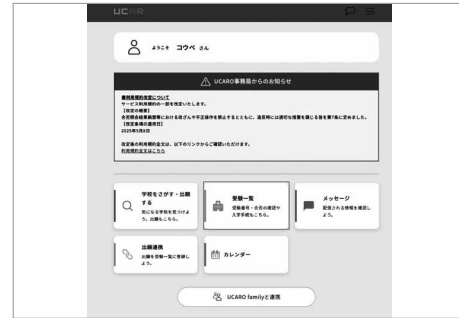 UCARO
ようこそ コウベ さん
UCARO事務局からのお知らせ
■利用規約改定について
サービス利用規約の一部を改定いたします。
【改定の概要】
合否照会結果画面等における改ざんや不正操作を禁止するとともに、違反時には適切な措置を講じる旨を第7条に定めました。
【改定条項の適用日】
2025年5月8日
改定後の利用規約全文は、以下のリンクからご確認いただけます。
利用規約全文はこちら
学校をさがす・出願
する
気になる学校を見つけよ
う。出願もこちら。
受験一覧
受験番号・合否の確認や
入学手続もこちら。
メッセージ
配信される情報を確認し
よう。
出願連携
出願を受験一覧に登録し
よう。
カレンダー
UCARO familyと連携